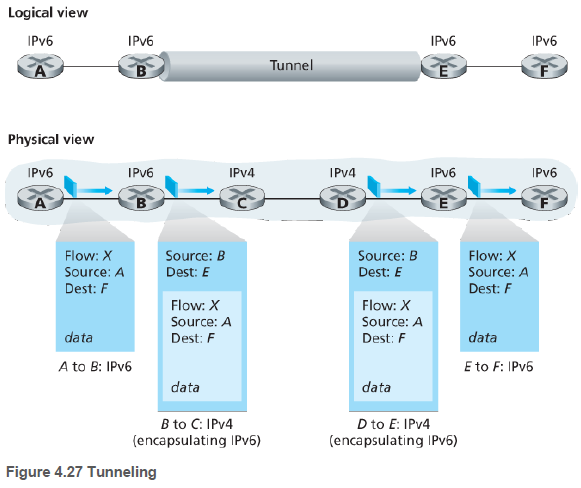 Logical view
IPv6 IPv6 IPv6 IPv6
A B Tunnel E F
Physical view
IPv6 IPv6 IPv4 IPv4 IPv6 IPv6
A B C D E F
Flow: X
Source: A
Dest: F
data
A to B: IPv6
Source: B
Dest: E
Flow: X
Source: A
Dest: F
data
B to C: IPv4
(encapsulating IPv6)
Source: B
Dest: E
Flow: X
Source: A
Dest: F
data
D to E: IPv4
(encapsulating IPv6)
Flow: X
Source: A
Dest: F
data
E to F: IPv6
Figure 4.27 Tunneling